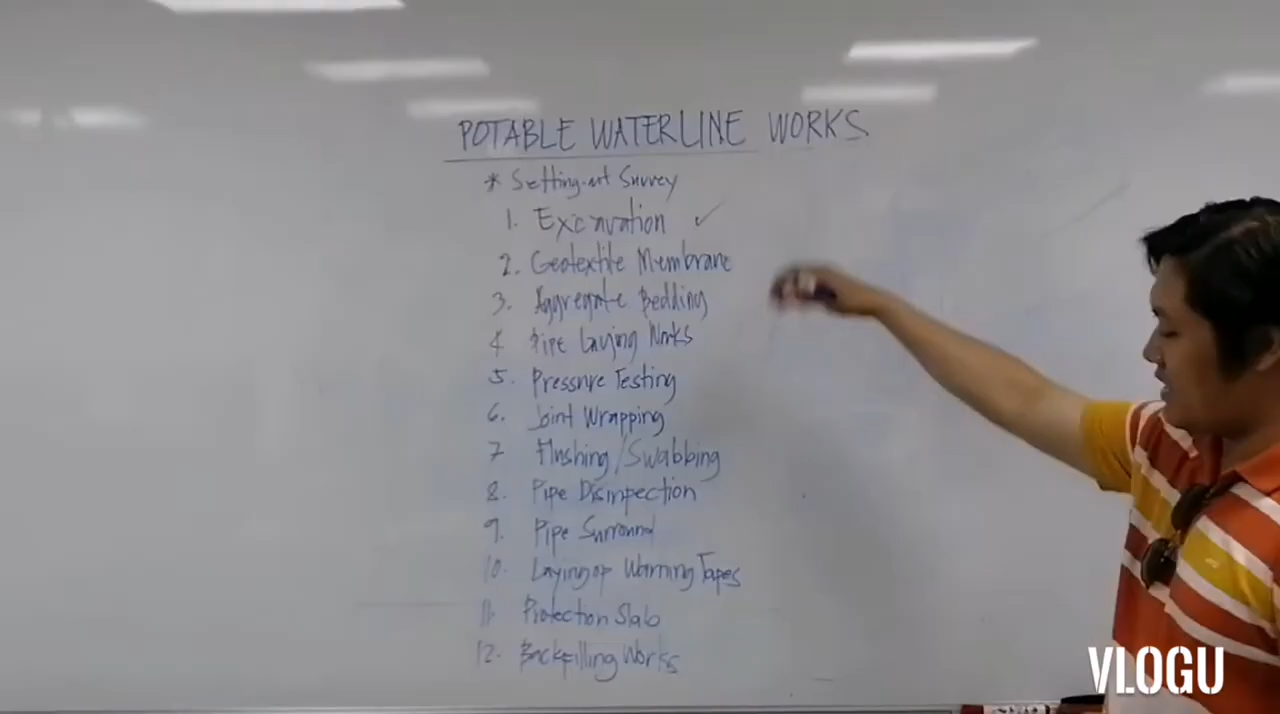 POTABLE WATERLINE WORKS
* Setting-out Survey
1. Excavation ✓
2. Geotextile Membrane
3. Aggregate Bedding
4 Pipe Laying Works
5. Pressure Testing
6. Joint Wrapping
7 Flushing/Swabbing
8. Pipe Disinpection
9. Pipe Surround
10. Laying of Warning Tapes
11. Protection Slab
12. Backfilling Works
VLOGU